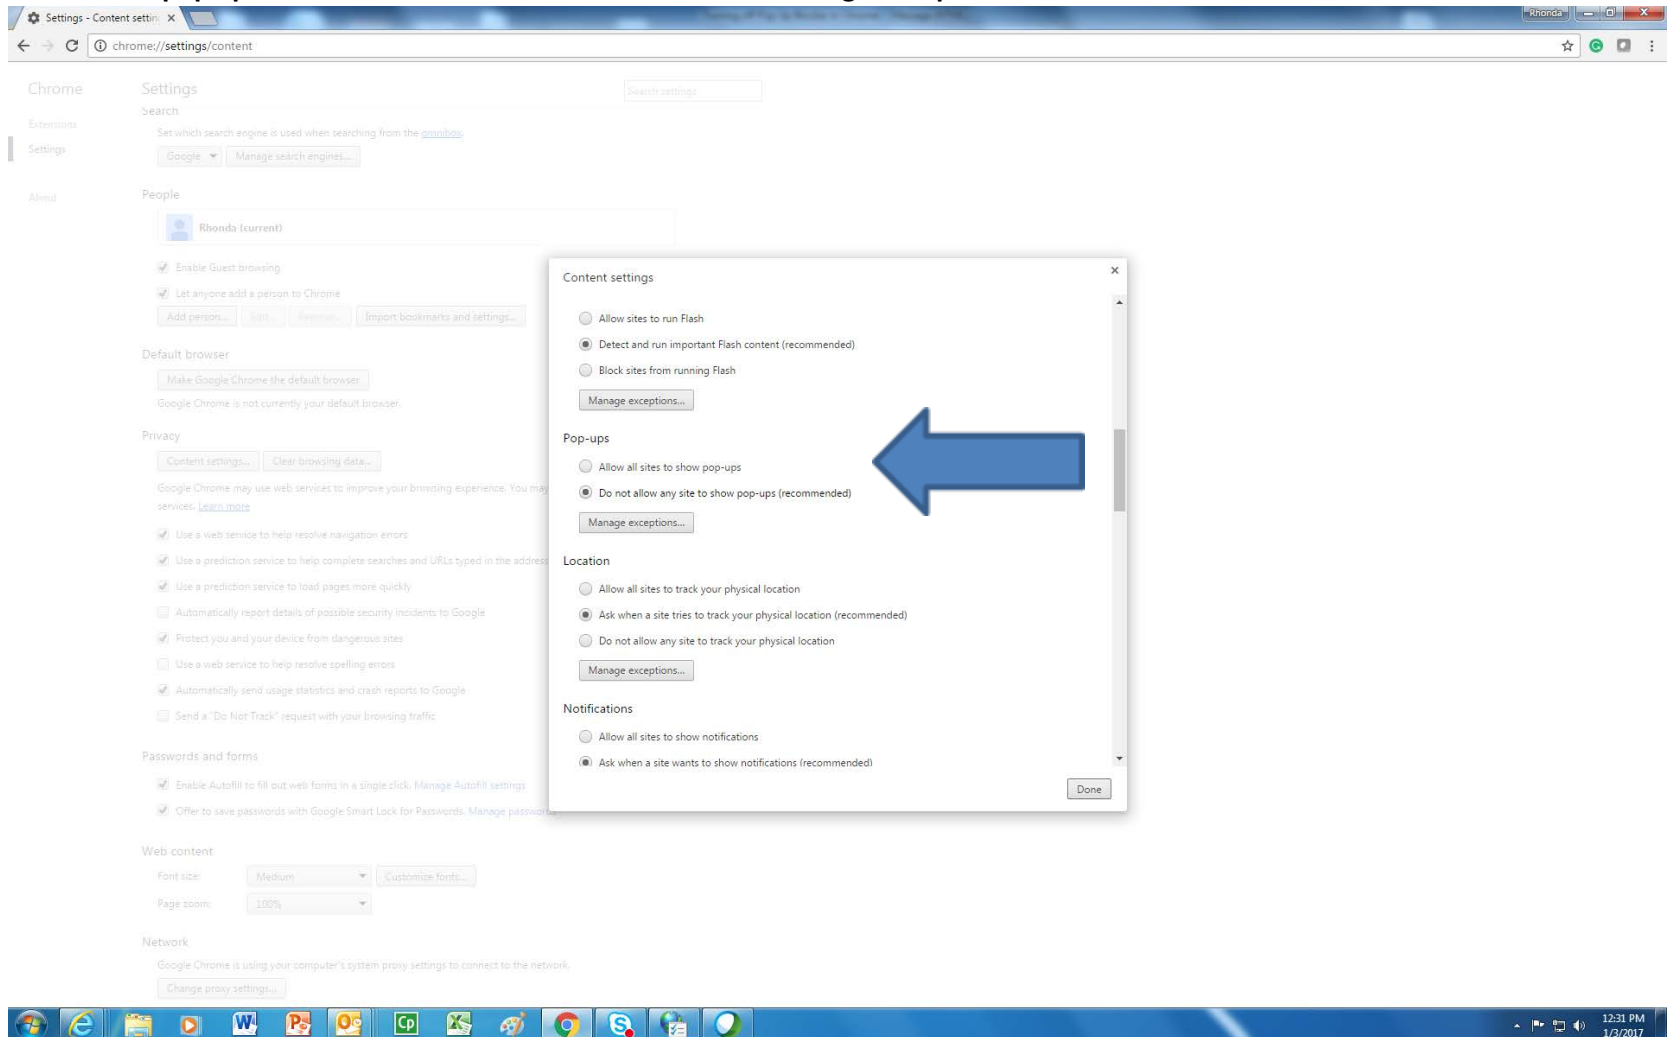 Settings - Content settin
Rhonda
chrome://settings/content
Chrome
Settings
Search settings
Extensions
Settings
About
Search
Set which search engine is used when searching from the omnibox.
Google
Manage search engines...
People
Rhonda (current)
Enable Guest browsing
Let anyone add a person to Chrome
Add person...
Edit...
Import bookmarks and settings...
Default browser
Make Google Chrome the default browser
Google Chrome is not currently your default browser.
Privacy
Content settings...
Clear browsing data...
Google Chrome may use web services to improve your browsing experience. You may
services. Learn more
Use a web service to help resolve navigation errors
Use a prediction service to help complete searches and URLs typed in the address
Use a prediction service to load pages more quickly
Automatically report details of possible security incidents to Google
Protect you and your device from dangerous sites
Use a web service to help resolve spelling errors
Automatically send usage statistics and crash reports to Google
Send a "Do Not Track" request with your browsing traffic
Passwords and forms
Enable Autofill to fill out web forms in a single click. Manage Autofill settings
Offer to save passwords with Google Smart Lock for Passwords. Manage passwords
Web content
Font size:
Medium
Customize fonts...
Page zoom:
100%
Network
Google Chrome is using your computer's system proxy settings to connect to the network.
Change proxy settings...
Content settings
Allow sites to run Flash
Detect and run important Flash content (recommended)
Block sites from running Flash
Manage exceptions...
Pop-ups
Allow all sites to show pop-ups
Do not allow any site to show pop-ups (recommended)
Manage exceptions...
Location
Allow all sites to track your physical location
Ask when a site tries to track your physical location (recommended)
Do not allow any site to track your physical location
Manage exceptions...
Notifications
Allow all sites to show notifications
Ask when a site wants to show notifications (recommended)
Done
12:31 PM
1/3/2017